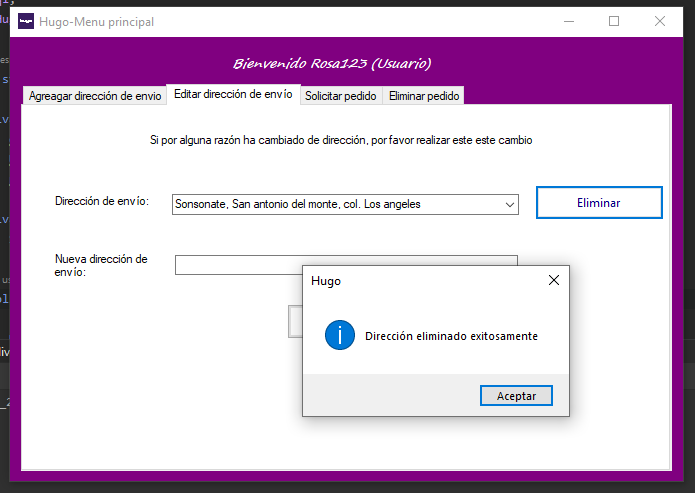 Hugo-Menu principal
Bienvenido Rosa123 (Usuario)
Agreagar dirección de envio
Editar dirección de envío
Solicitar pedido
Eliminar pedido
Si por alguna razón ha cambiado de dirección, por favor realizar este este cambio
Dirección de envío:
Sonsonate, San antonio del monte, col. Los angeles
Eliminar
Nueva dirección de
envío:
Hugo
Dirección eliminado exitosamente
Aceptar